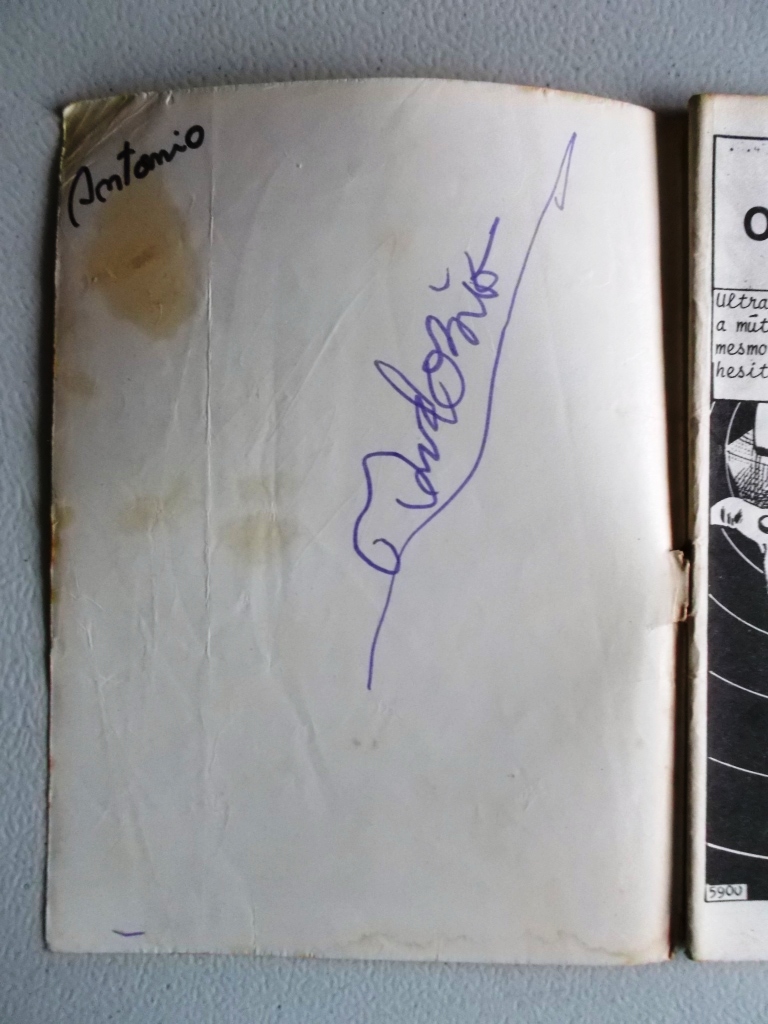 Antonio
O
Ultra
a mút
mesmo
hesit
5900